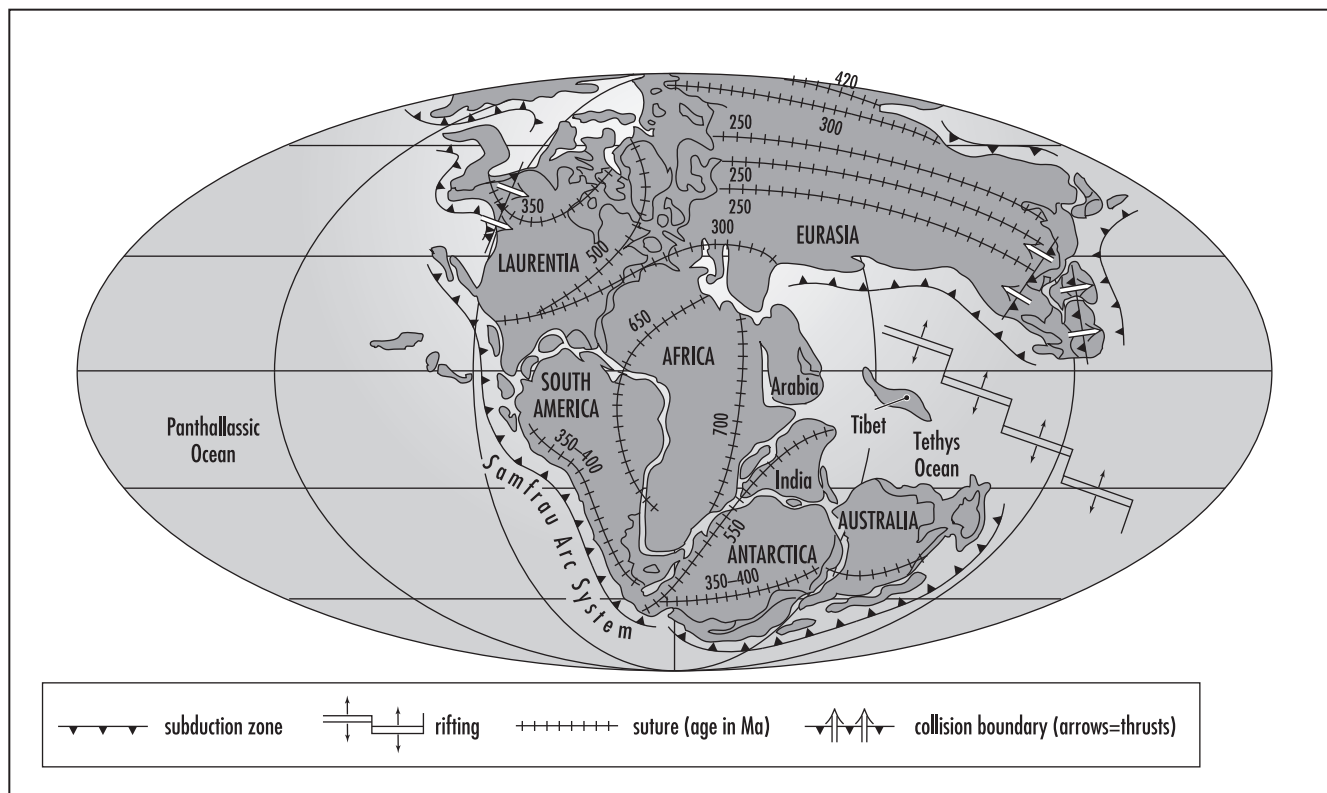 420
300
250
250
250
350
500
300
LAURENTIA
EURASIA
650
AFRICA
SOUTH
AMERICA
Arabia
700
Tibet
Panthallassic
Ocean
350–400
Tethys
Ocean
India
AUSTRALIA
550
ANTARCTICA
350–400
Samfrau Arc System
subduction zone
rifting
suture (age in Ma)
collision boundary (arrows=thrusts)